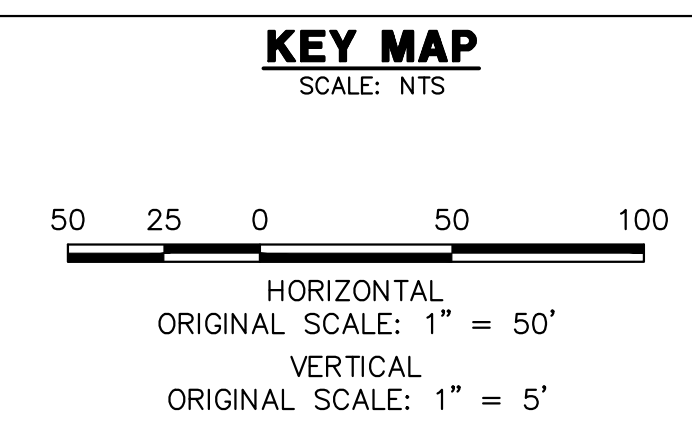 KEY MAP
SCALE: NTS
50 25 0 50 100
HORIZONTAL
ORIGINAL SCALE: 1" = 50'
VERTICAL
ORIGINAL SCALE: 1" = 5'